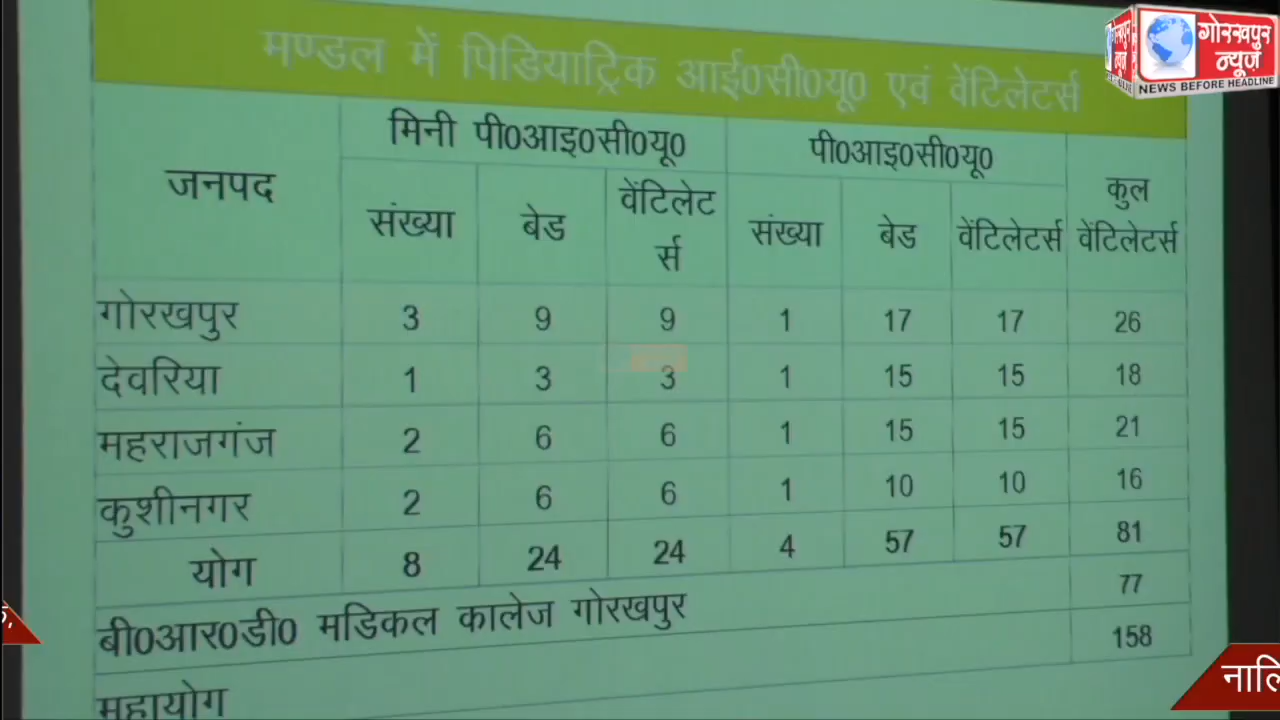 मण्डल में पिडियाट्रिक आई0सी0यू0 एवं वेंटिलेटर्स
गोरखपुर न्यूज़
NEWS BEFORE HEADLINE
जनपद मिनी पी0आइ0सी0यू0 पी0आइ0सी0यू0 कुल वेंटिलेटर्स
संख्या बेड वेंटिलेटर्स संख्या बेड वेंटिलेटर्स
गोरखपुर 3 9 9 1 17 17 26
देवरिया 1 3 3 1 15 15 18
महराजगंज 2 6 6 1 15 15 21
कुशीनगर 2 6 6 1 10 10 16
योग 8 24 24 4 57 57 81
बी0आर0डी0 मडिकल कालेज गोरखपुर 77
महायोग 158